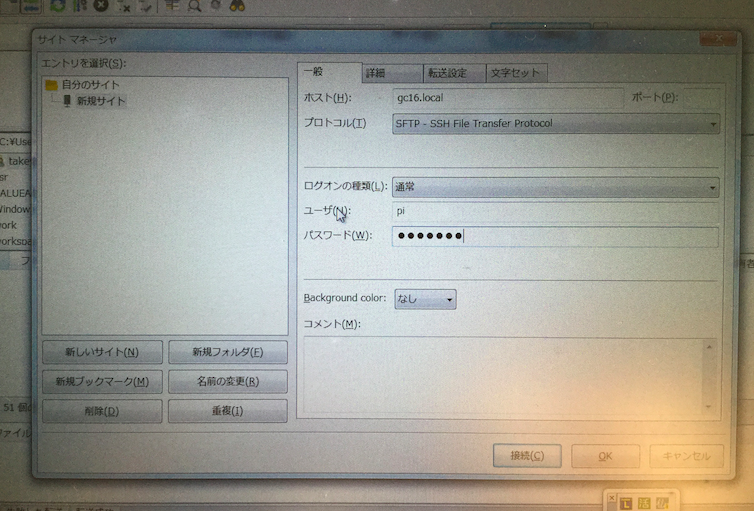 サイト マネージャ
エントリを選択(S):
自分のサイト
新規サイト
新しいサイト(N)
新規フォルダ(F)
新規ブックマーク(M)
名前の変更(R)
削除(D)
重複(I)
一般
詳細
転送設定
文字セット
ホスト(H):
gc16.local
ポート(P):
プロトコル(T)
SFTP - SSH File Transfer Protocol
ログオンの種類(L):
通常
ユーザ(N):
pi
パスワード(W):
●●●●●●●
Background color:
なし
コメント(M):
接続(C)
OK
キャンセル
C:¥Use
take
sr
Window
work
workspa
51 個の
ファイル